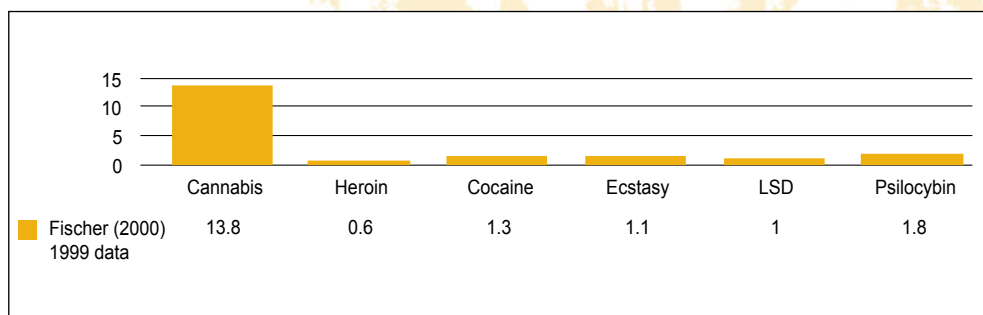 15
10
5
0
Cannabis Heroin Cocaine Ecstasy LSD Psilocybin
Fischer (2000) 13.8 0.6 1.3 1.1 1 1.8
1999 data